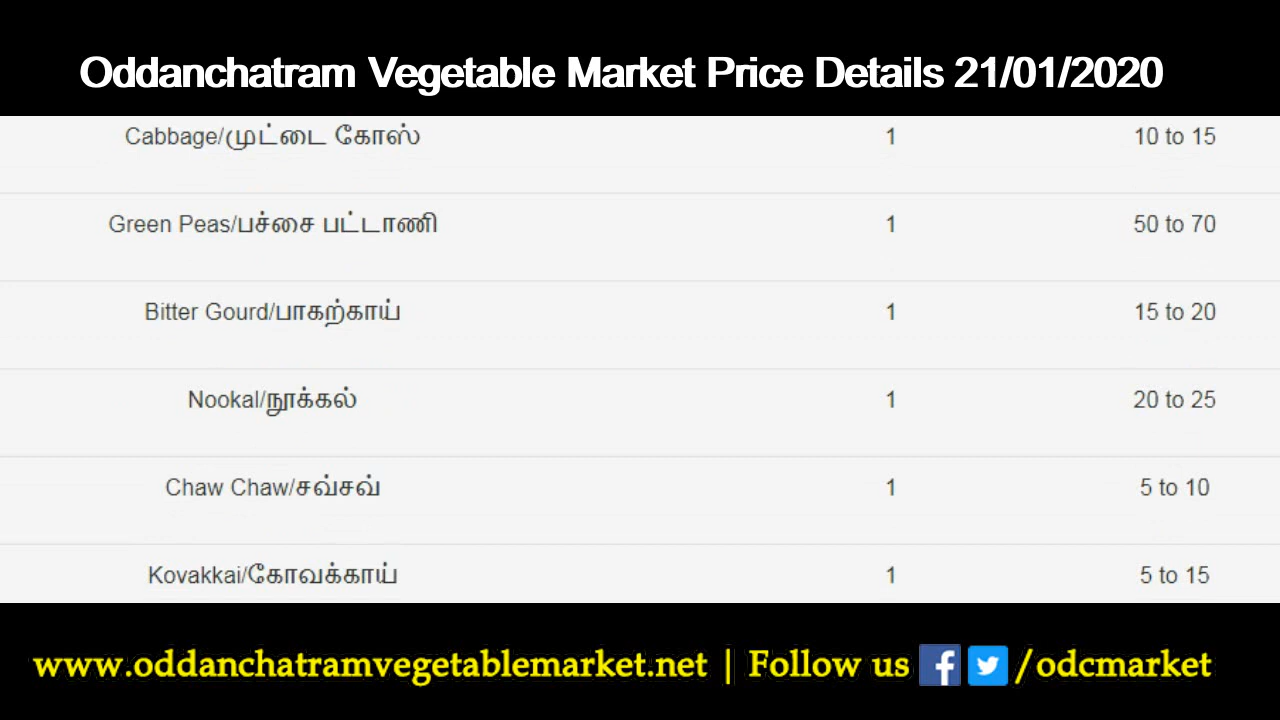 Oddanchatram Vegetable Market Price Details 21/01/2020
Cabbage/முட்டை கோஸ் 1 10 to 15
Green Peas/பச்சை பட்டாணி 1 50 to 70
Bitter Gourd/பாகற்காய் 1 15 to 20
Nookal/நூக்கல் 1 20 to 25
Chaw Chaw/சவ்சவ் 1 5 to 10
Kovakkai/கோவக்காய் 1 5 to 15
www.oddanchatramvegetablemarket.net | Follow us /odcmarket